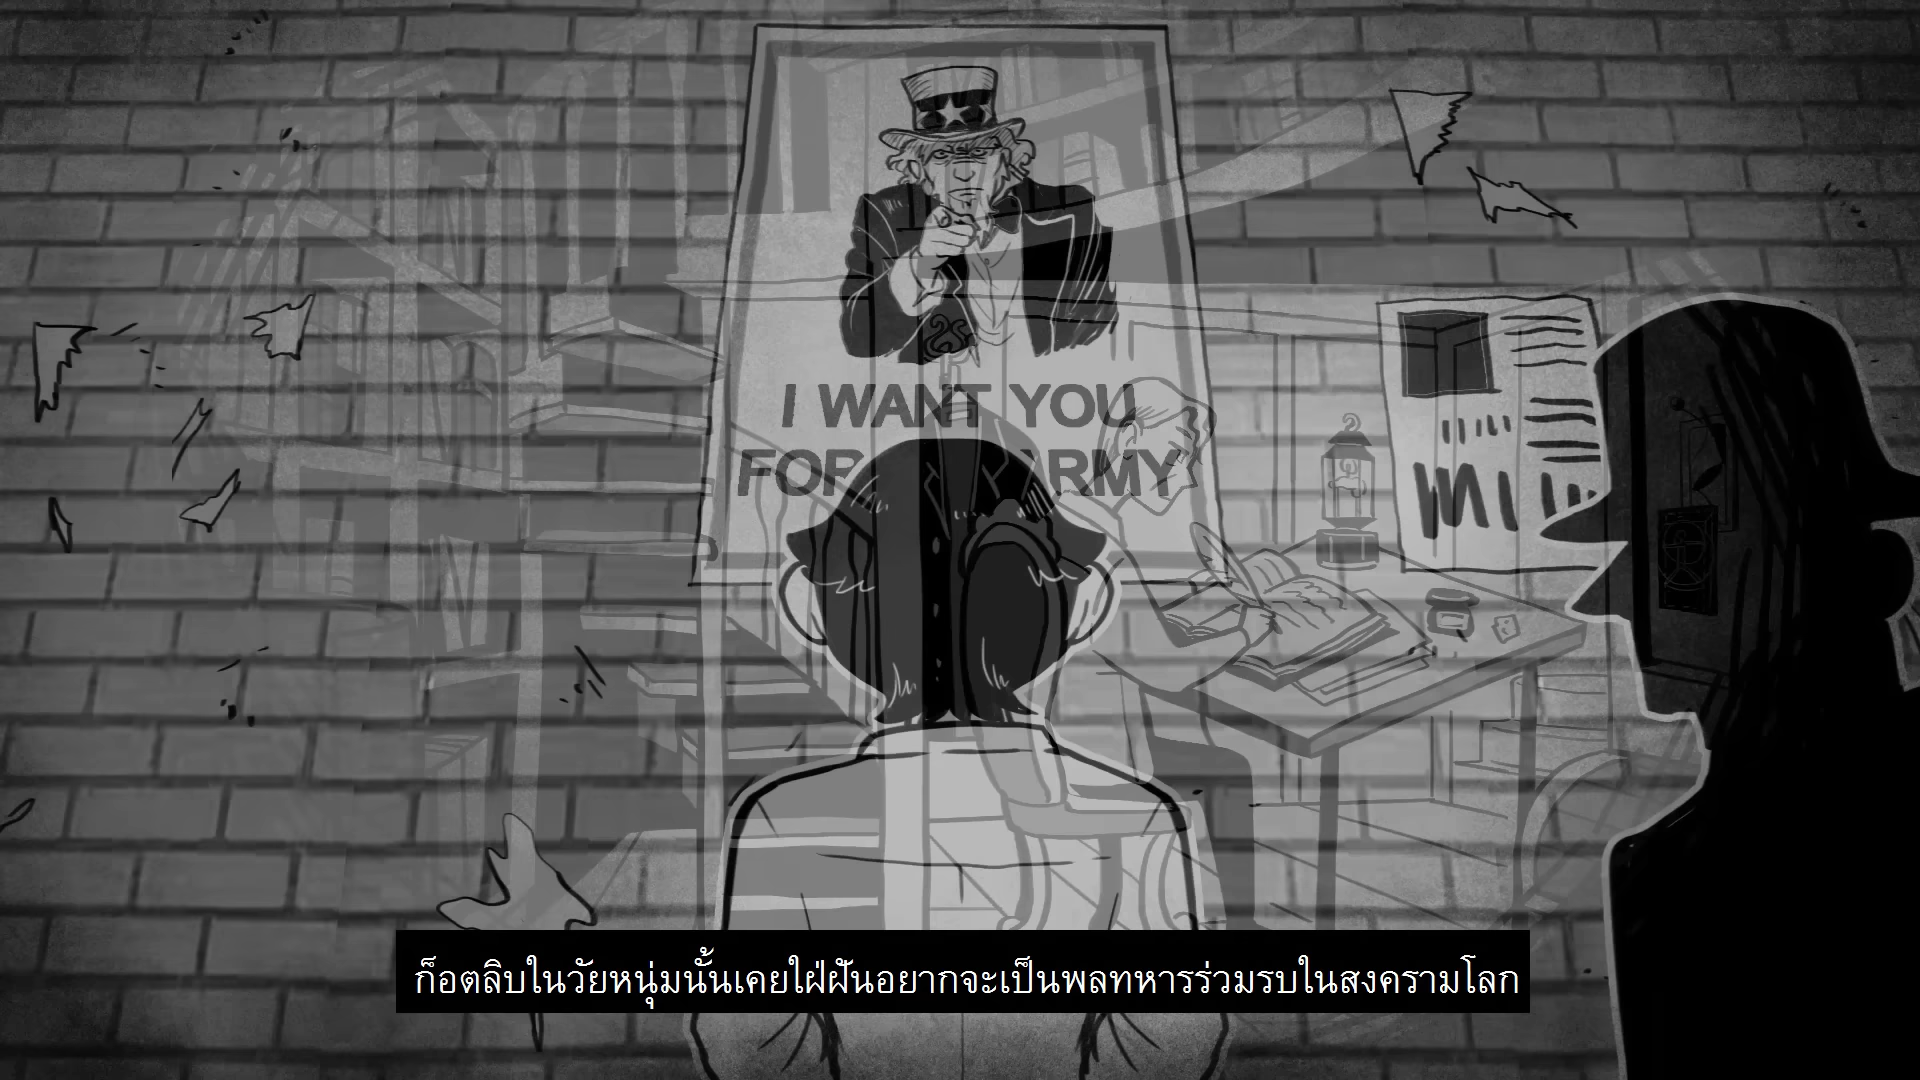 I WANT YOU
FOR ARMY
ก็อตลิบในวัยหนุ่มนั้นเคยใฝ่ฝันอยากจะเป็นพลทหารร่วมรบในสงครามโลก